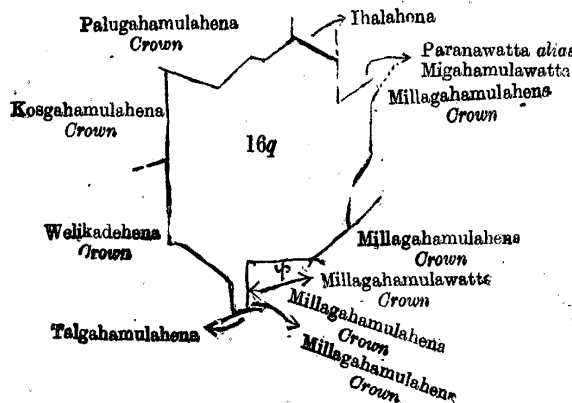 Ihalahena
Palugahamulahena
Crown
Paranawatta alias
Migahamulawatta
Millagahamulahena
Crown
Kosgahamulahena
Crown
16q
Welikadehena
Crown
Millagahamulahena
Crown
Millagahamulawatta
Crown
Millagahamulahena
Crown
Talgahamulahena
Millagahamulahena
Crown